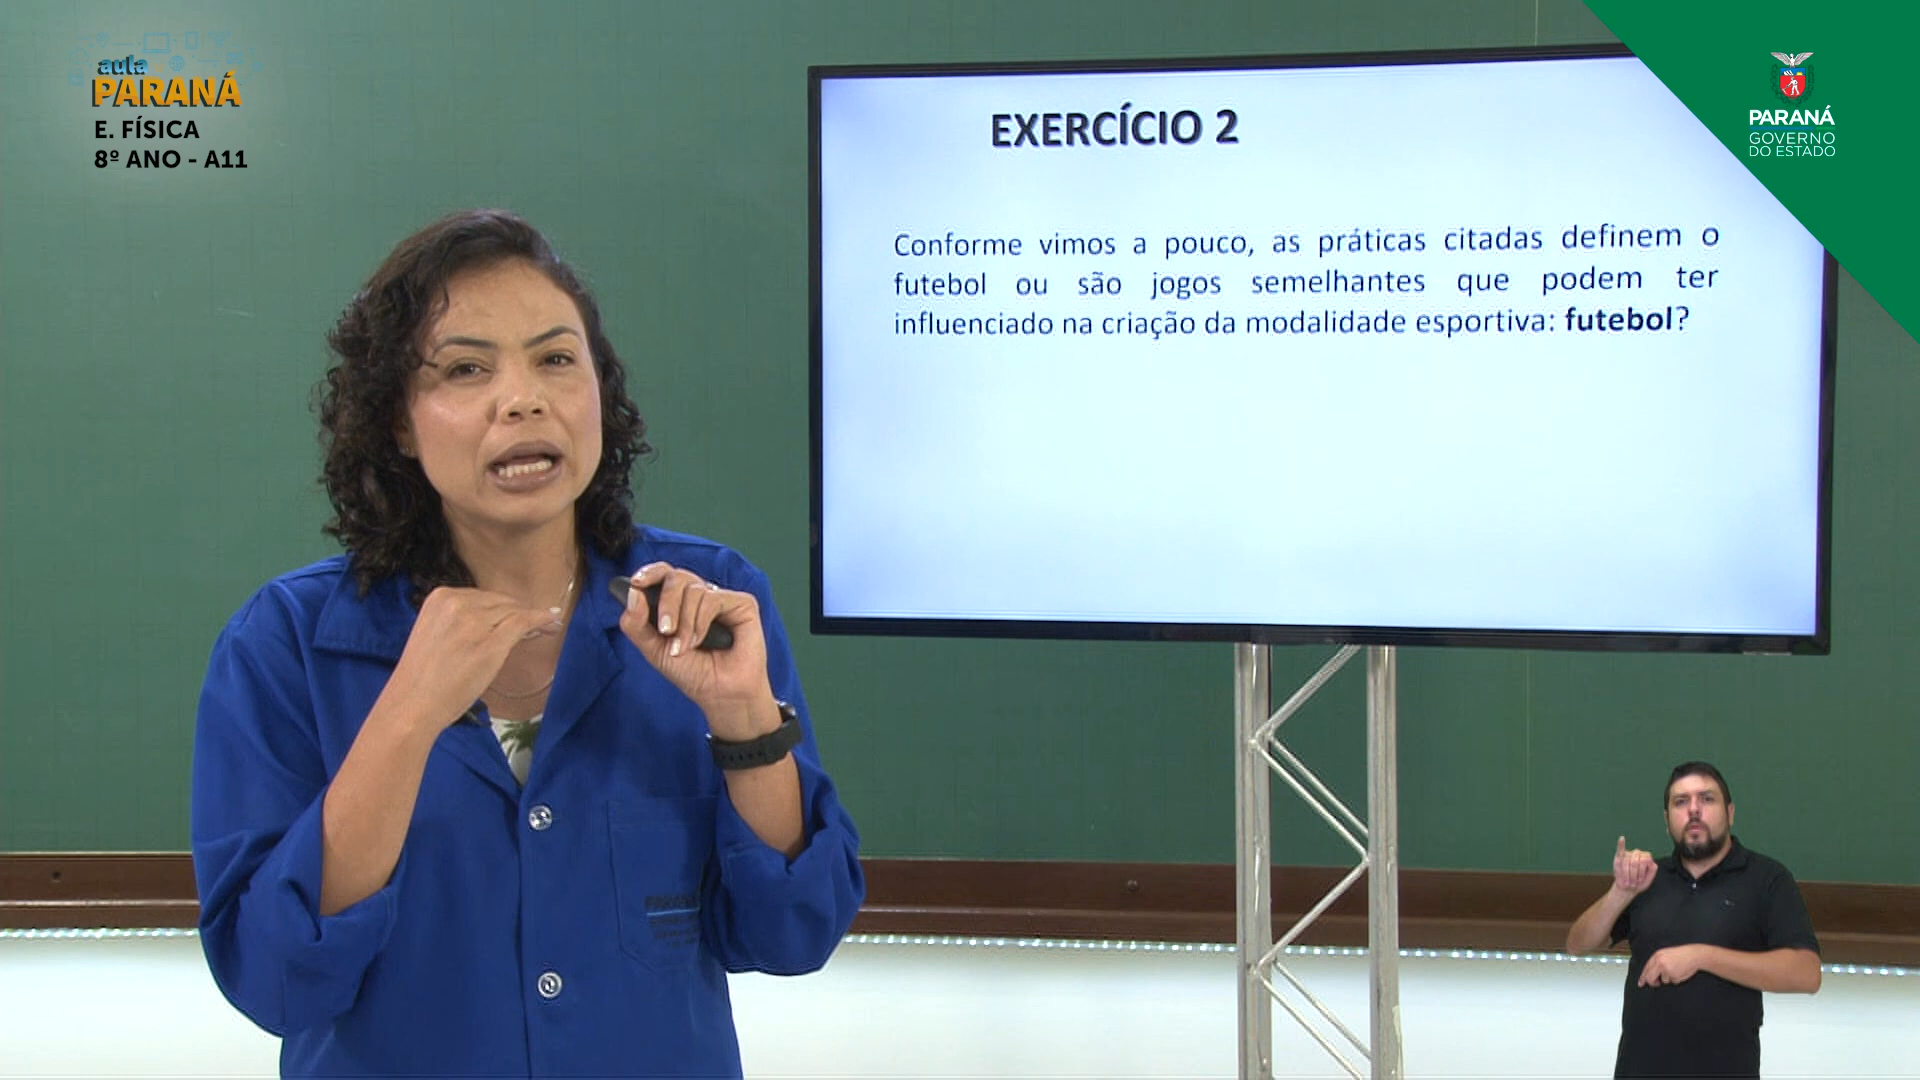 aula
PARANÁ
E. FÍSICA
8º ANO - A11
EXERCÍCIO 2
Conforme vimos a pouco, as práticas citadas definem o
futebol ou são jogos semelhantes que podem ter
influenciado na criação da modalidade esportiva: futebol?
PARANÁ
GOVERNO
DO ESTADO